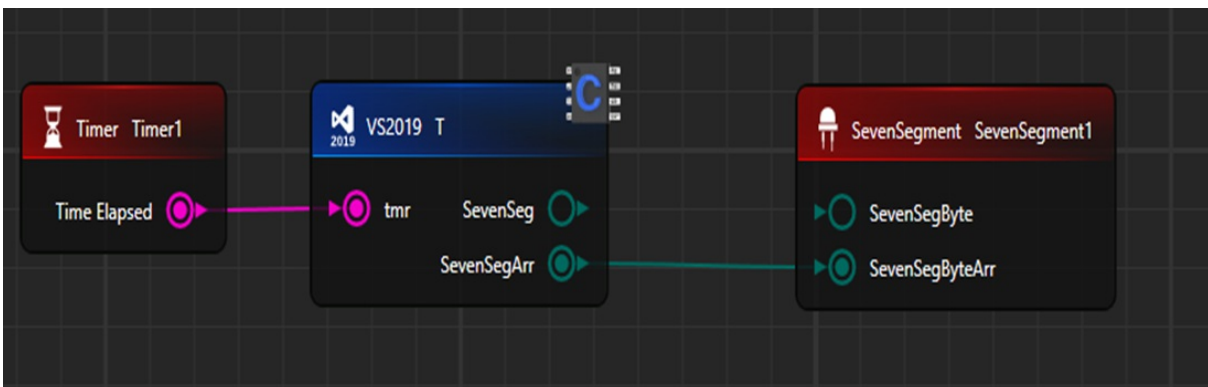 Timer Timer1
Time Elapsed
VS2019 T
2019
C
tmr
SevenSeg
SevenSegArr
SevenSegment SevenSegment1
SevenSegByte
SevenSegByteArr